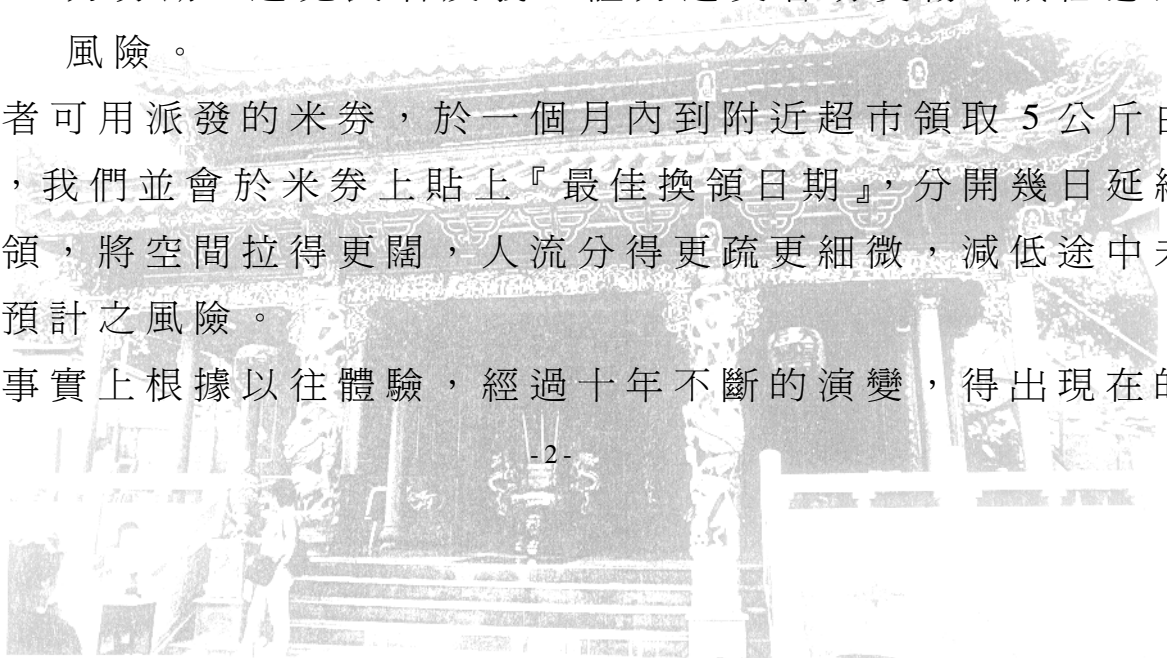 風險。
者可用派發的米券，於一個月內到附近超市領取 5 公斤
，我們並會於米券上貼上『最佳換領日期』，分開幾日延
領，將空間拉得更闊，人流分得更疏更細微，減低途中
預計之風險。
事實上根據以往體驗，經過十年不斷的演變，得出現在
- 2 -